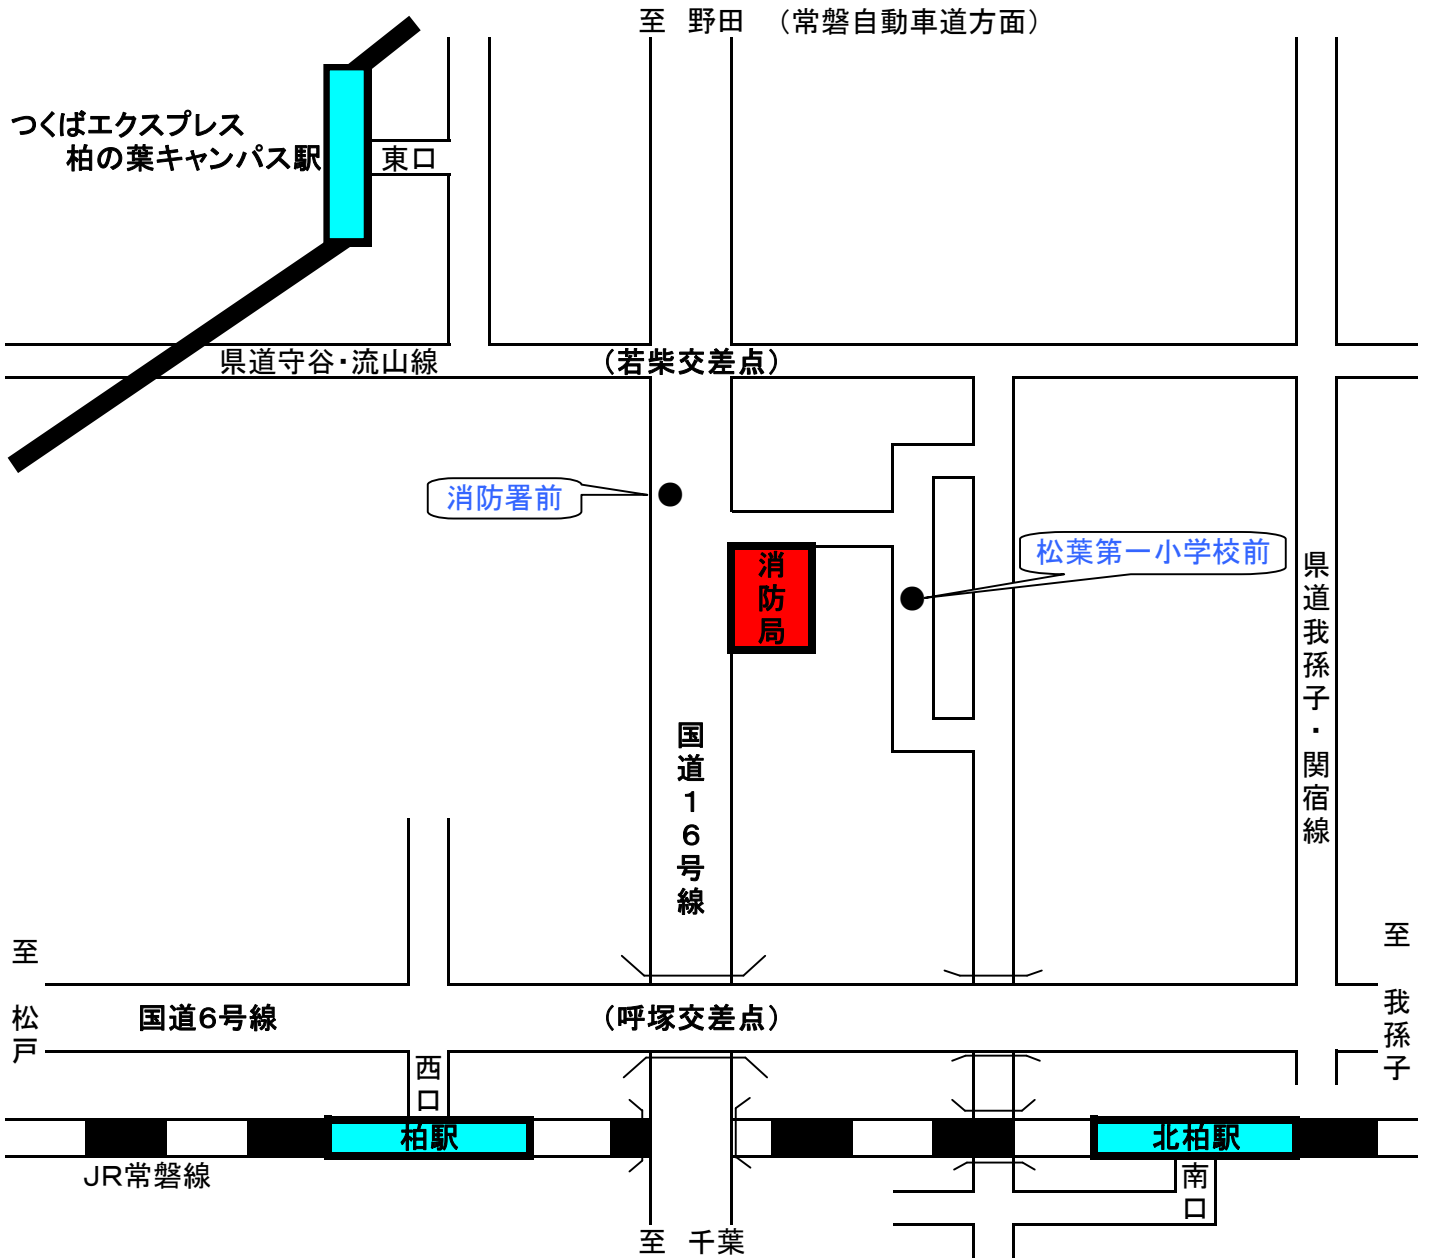 至 野田 （常磐自動車道方面）
つくばエクスプレス
柏の葉キャンパス駅
東口
県道守谷・流山線
（若柴交差点）
消防署前
松葉第一小学校前
消防局
県道我孫子・関宿線
国道１６号線
至 松戸
国道6号線
（呼塚交差点）
至 我孫子
西口
柏駅
北柏駅
JR常磐線
南口
至 千葉